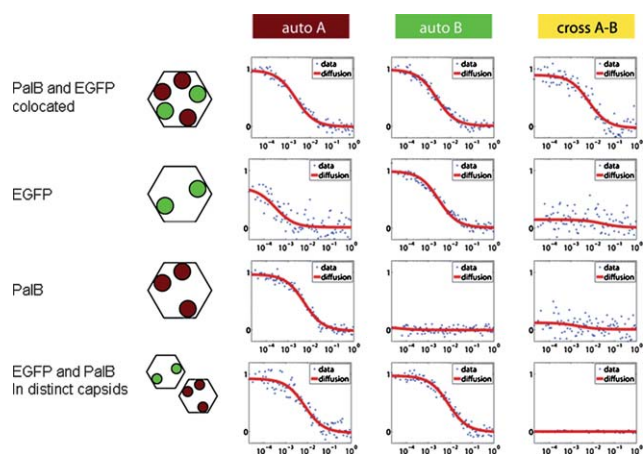 auto A auto B cross A-B
PalB and EGFP
colocated
1 data
diffusion
0
10⁻⁴ 10⁻³ 10⁻² 10⁻¹ 10⁰
1 data
diffusion
0
10⁻⁴ 10⁻³ 10⁻² 10⁻¹ 10⁰
1 data
diffusion
0
10⁻⁴ 10⁻³ 10⁻² 10⁻¹ 10⁰
EGFP
1 data
diffusion
0
10⁻⁴ 10⁻³ 10⁻² 10⁻¹ 10⁰
1 data
diffusion
0
10⁻⁴ 10⁻³ 10⁻² 10⁻¹ 10⁰
1 data
diffusion
0
10⁻⁴ 10⁻³ 10⁻² 10⁻¹ 10⁰
PalB
1 data
diffusion
0
10⁻⁴ 10⁻³ 10⁻² 10⁻¹ 10⁰
1 data
diffusion
0
10⁻⁴ 10⁻³ 10⁻² 10⁻¹ 10⁰
1 data
diffusion
0
10⁻⁴ 10⁻³ 10⁻² 10⁻¹ 10⁰
EGFP and PalB
In distinct capsids
1 data
diffusion
0
10⁻⁴ 10⁻³ 10⁻² 10⁻¹ 10⁰
1 data
diffusion
0
10⁻⁴ 10⁻³ 10⁻² 10⁻¹ 10⁰
1 data
diffusion
0
10⁻⁴ 10⁻³ 10⁻² 10⁻¹ 10⁰